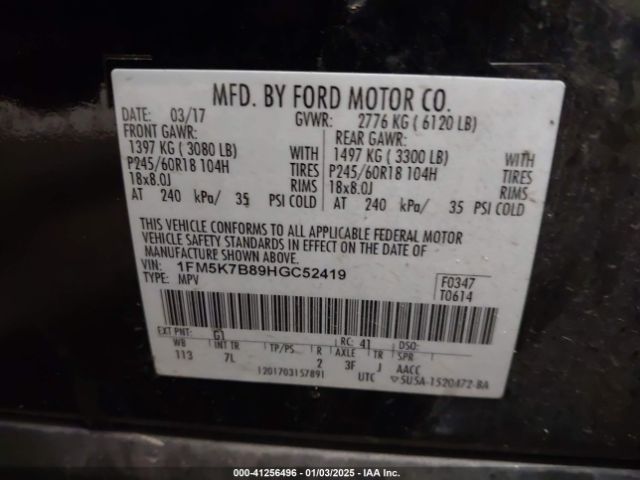 MFD. BY FORD MOTOR CO.
DATE: 03/17 GVWR: 2776 KG ( 6120 LB)
FRONT GAWR: REAR GAWR:
1397 KG ( 3080 LB) WITH 1497 KG ( 3300 LB) WITH
P245/60R18 104H TIRES P245/60R18 104H TIRES
18x8.0J RIMS 18x8.0J RIMS
AT 240 kPa/ 35 PSI COLD AT 240 kPa/ 35 PSI COLD
THIS VEHICLE CONFORMS TO ALL APPLICABLE FEDERAL MOTOR
VEHICLE SAFETY STANDARDS IN EFFECT ON THE DATE OF
MANUFACTURE SHOWN ABOVE.
VIN: 1FM5K7B89HGC52419 F0347
TYPE: MPV T0614
EXT PNT: G1 RC: 41 DSO:
WB INT TR TP/PS R AXLE TR SPR
113 7L 2 3F J AACC
1201703157891 UTC SU5A-1520472-BA
000-41256496 - 01/03/2025 - IAA Inc.